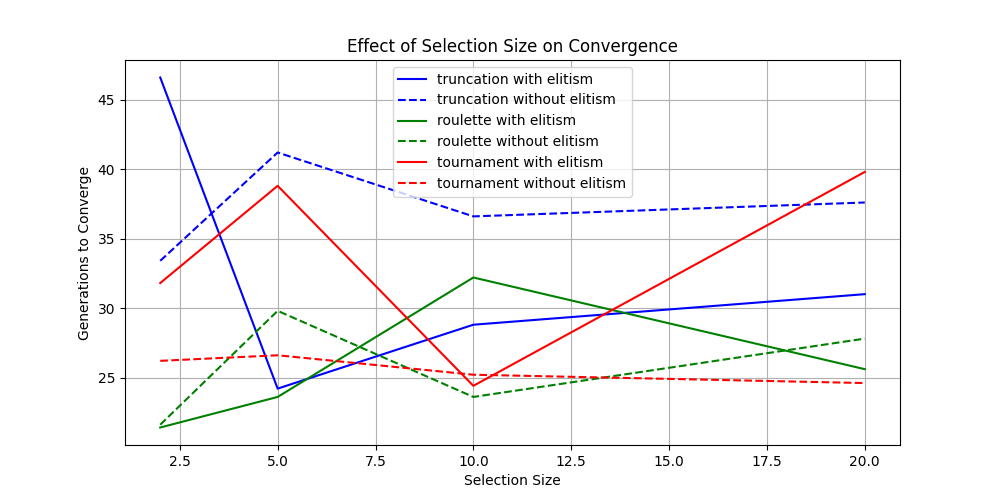 Effect of Selection Size on Convergence
truncation with elitism
truncation without elitism
roulette with elitism
roulette without elitism
tournament with elitism
tournament without elitism
Generations to Converge
45
40
35
30
25
2.5 5.0 7.5 10.0 12.5 15.0 17.5 20.0
Selection Size